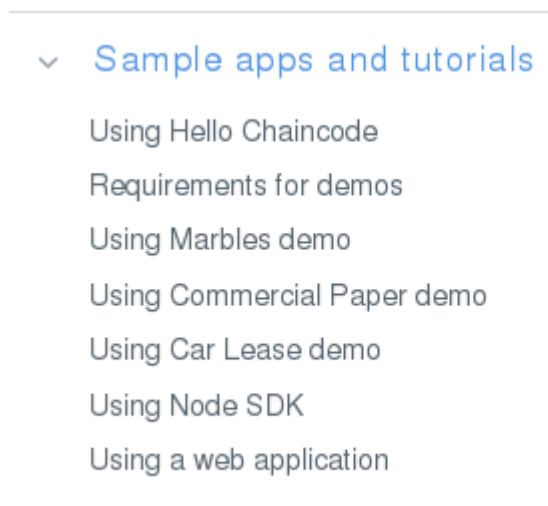 Sample apps and tutorials
Using Hello Chaincode
Requirements for demos
Using Marbles demo
Using Commercial Paper demo
Using Car Lease demo
Using Node SDK
Using a web application